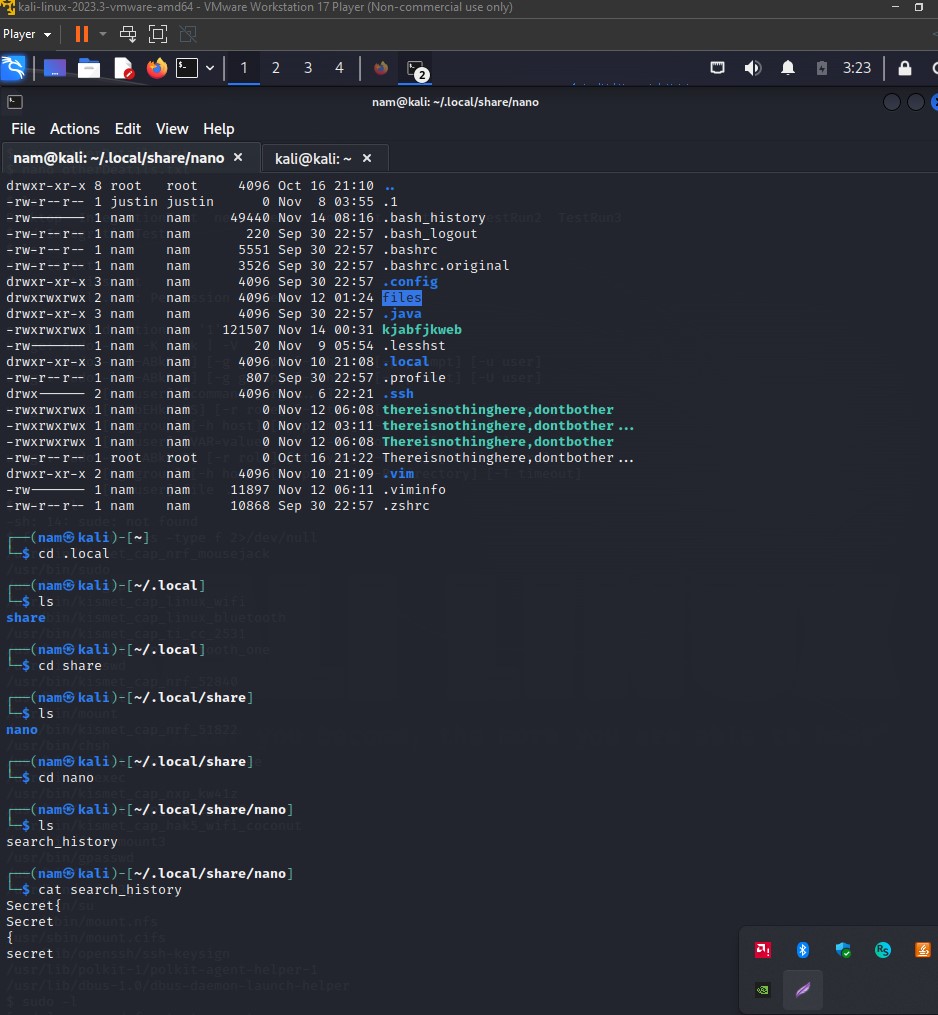 kali-linux-2023.3-vmware-amd64 - VMware Workstation 17 Player (Non-commercial use only)
Player
1 2 3 4 2 3:23
nam@kali: ~/.local/share/nano
File Actions Edit View Help
nam@kali: ~/.local/share/nano × kali@kali: ~ ×
drwxr-xr-x 8 root root 4096 Oct 16 21:10 ..
-rw-r--r-- 1 justin justin 0 Nov 8 03:55 .1
-rw------- 1 nam nam 49440 Nov 14 08:16 .bash_history
-rw-r--r-- 1 nam nam 220 Sep 30 22:57 .bash_logout
-rw-r--r-- 1 nam nam 5551 Sep 30 22:57 .bashrc
-rw-r--r-- 1 nam nam 3526 Sep 30 22:57 .bashrc.original
drwxr-xr-x 3 nam nam 4096 Sep 30 22:57 .config
drwxrwxrwx 2 nam nam 4096 Nov 12 01:24 files
drwxr-xr-x 3 nam nam 4096 Sep 30 22:57 .java
-rwxrwxrwx 1 nam nam 121507 Nov 14 00:31 kjabfjkweb
-rw------- 1 nam nam 20 Nov 9 05:54 .lesshst
drwxr-xr-x 3 nam nam 4096 Nov 10 21:08 .local
-rw-r--r-- 1 nam nam 807 Sep 30 22:57 .profile
drwx------ 2 nam nam 4096 Nov 6 22:21 .ssh
-rwxrwxrwx 1 nam nam 0 Nov 12 06:08 thereisnothinghere,dontbother
-rwxrwxrwx 1 nam nam 0 Nov 12 03:11 thereisnothinghere,dontbother...
-rwxrwxrwx 1 nam nam 0 Nov 12 06:08 Thereisnothinghere,dontbother
-rw-r--r-- 1 root root 0 Oct 16 21:22 Thereisnothinghere,dontbother...
drwxr-xr-x 2 nam nam 4096 Nov 10 21:09 .vim
-rw------- 1 nam nam 11897 Nov 12 06:11 .viminfo
-rw-r--r-- 1 nam nam 10868 Sep 30 22:57 .zshrc
┌──(nam㉿kali)-[~]
└─$ cd .local
┌──(nam㉿kali)-[~/.local]
└─$ ls
share
┌──(nam㉿kali)-[~/.local]
└─$ cd share
┌──(nam㉿kali)-[~/.local/share]
└─$ ls
nano
┌──(nam㉿kali)-[~/.local/share]
└─$ cd nano
┌──(nam㉿kali)-[~/.local/share/nano]
└─$ ls
search_history
┌──(nam㉿kali)-[~/.local/share/nano]
└─$ cat search_history
Secret{
Secret
{
secret